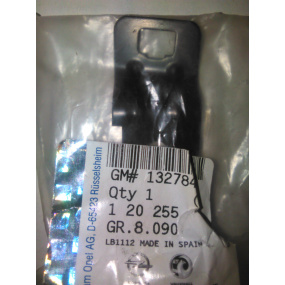 GM# 132784
Qty 1
1 20 255
GR.8.090
LB1112 MADE IN SPAIN
Opel AG, D-65423 Rüsselsheim